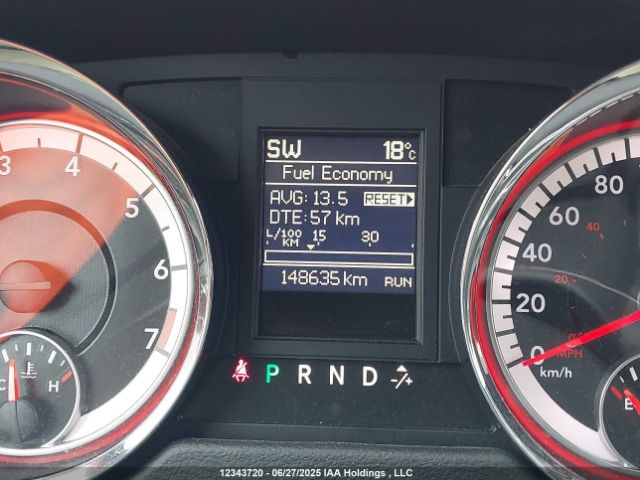 SW 18°C
Fuel Economy
AVG: 13.5 RESET
DTE: 57 km
L/100 KM 15 30
148635 km RUN
P R N D -/+
3 4 5 6 7
C H
80
60
40
20
0
40
20
MPH
km/h
E
12343720 - 06/27/2025 IAA Holdings , LLC